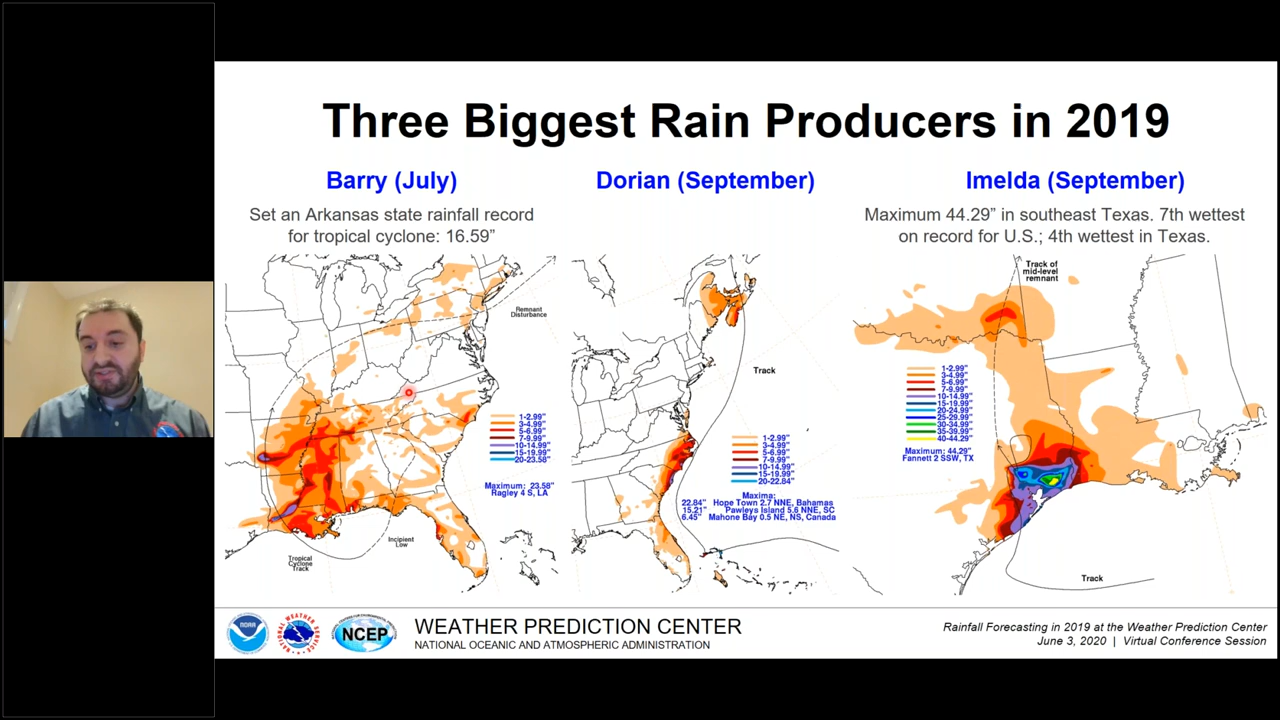 Three Biggest Rain Producers in 2019
Barry (July)
Set an Arkansas state rainfall record
for tropical cyclone: 16.59”
Remnant
Disturbance
1-2.99"
3-4.99"
5-6.99"
7-9.99"
10-14.99"
15-19.99"
20-23.58"
Maximum: 23.58"
Ragley 4 S, LA
Incipient
Low
Tropical
Cyclone
Track
Dorian (September)
Track
1-2.99"
3-4.99"
5-6.99"
7-9.99"
10-14.99"
15-19.99"
20-22.84"
Maxima:
22.84" Hope Town 2.7 NNE, Bahamas
15.21" Pawleys Island 5.6 NNE, SC
6.45" Mahone Bay 0.5 NE, NS, Canada
Imelda (September)
Maximum 44.29” in southeast Texas. 7th wettest
on record for U.S.; 4th wettest in Texas.
Track of
mid-level
remnant
1-2.99"
3-4.99"
5-6.99"
7-9.99"
10-14.99"
15-19.99"
20-24.99"
25-29.99"
30-34.99"
35-39.99"
40-44.29"
Maximum: 44.29"
Fannett 2 SSW, TX
Track
NOAA
NATIONAL WEATHER SERVICE
NCEP
WEATHER PREDICTION CENTER
NATIONAL OCEANIC AND ATMOSPHERIC ADMINISTRATION
Rainfall Forecasting in 2019 at the Weather Prediction Center
June 3, 2020 | Virtual Conference Session